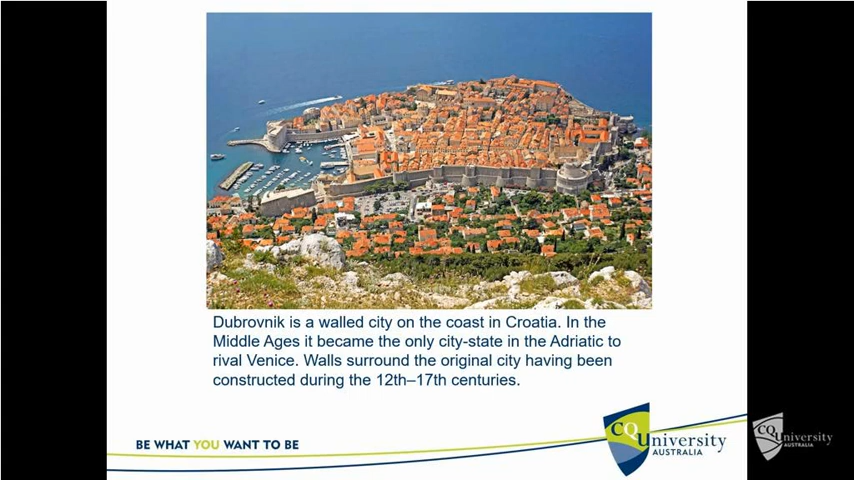 Dubrovnik is a walled city on the coast in Croatia. In the
Middle Ages it became the only city-state in the Adriatic to
rival Venice. Walls surround the original city having been
constructed during the 12th–17th centuries.
BE WHAT YOU WANT TO BE
CQUniversity
AUSTRALIA
CQUniversity
AUSTRALIA